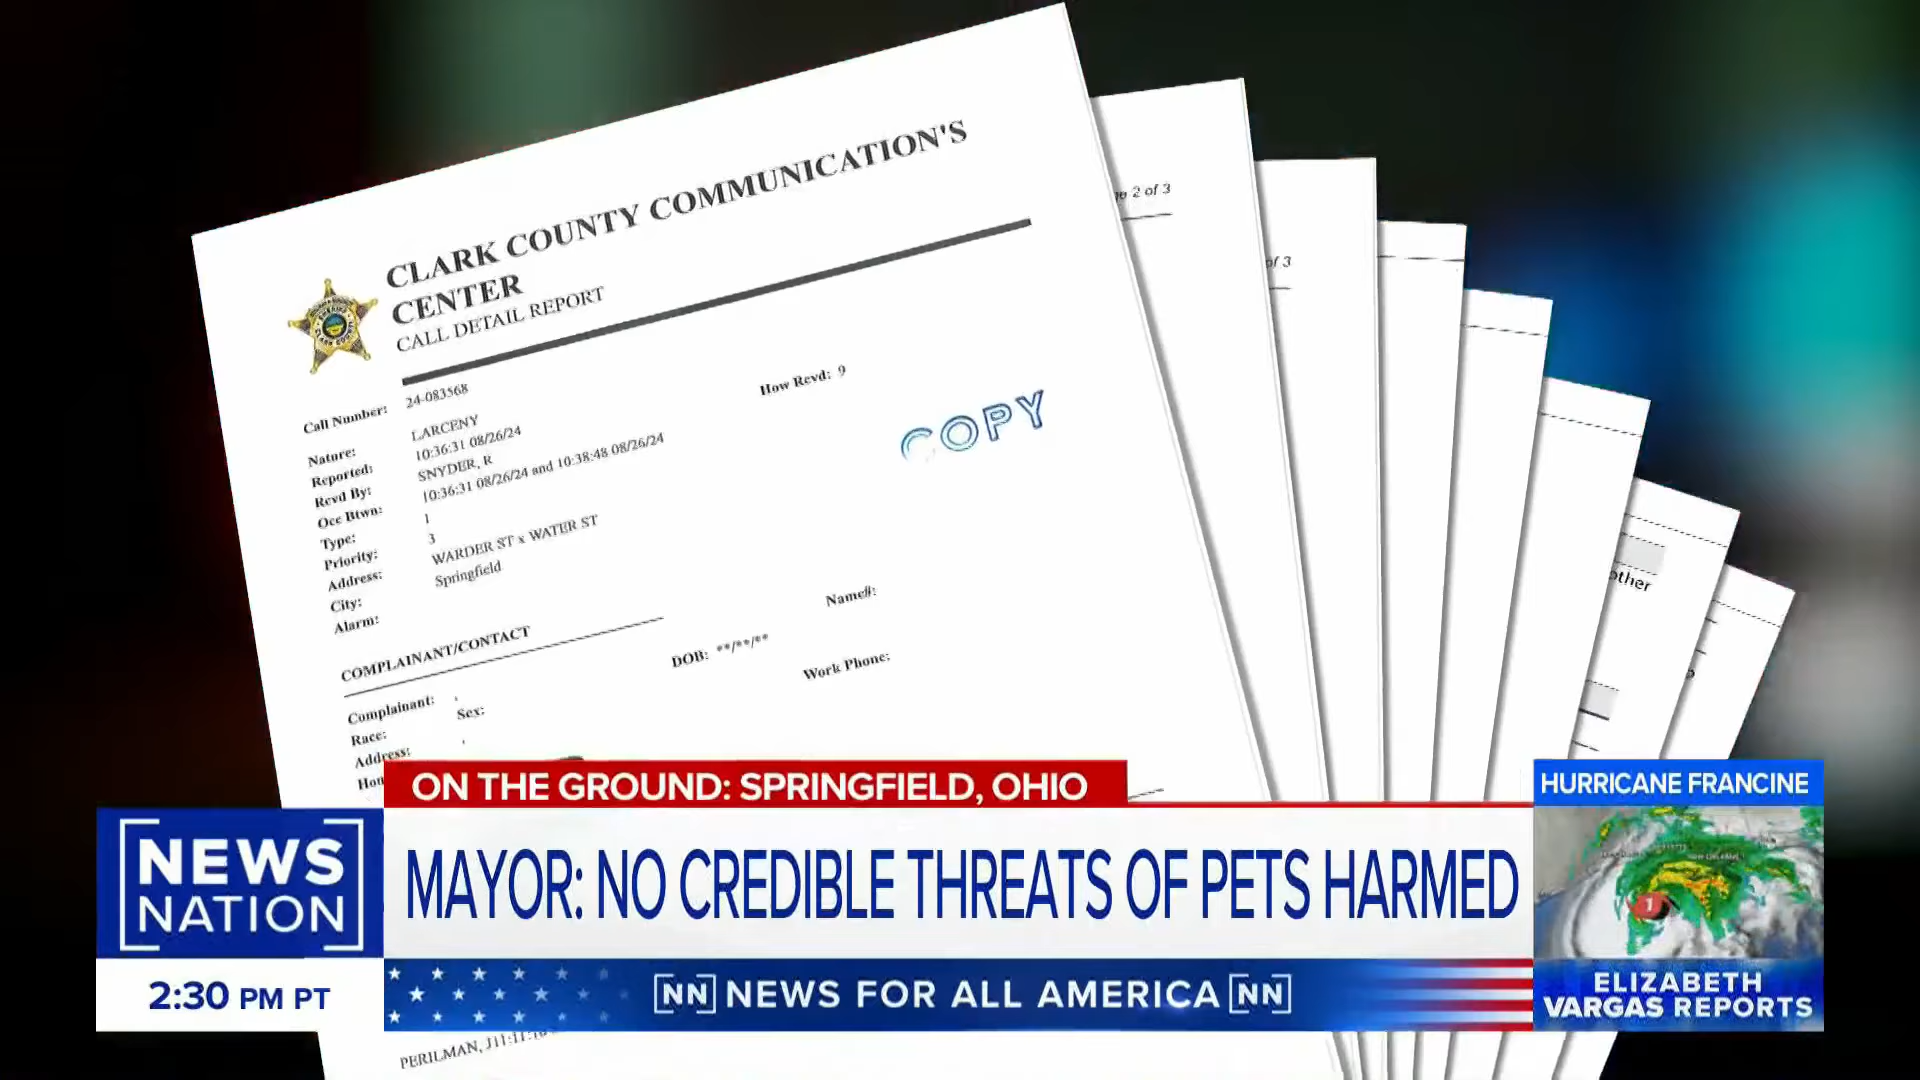 CLARK COUNTY COMMUNICATION'S
CENTER
CALL DETAIL REPORT
Call Number: 24-083568
How Rcvd: 9
Nature: LARCENY
Reported: 10:36:31 08/26/24
Rcvd By: SNYDER, R
Occ Btwn: 10:36:31 08/26/24 and 10:38:48 08/26/24
Type: 1
Priority: 3
Address: WARDER ST x WATER ST
City: Springfield
Alarm:
COPY
COMPLAINANT/CONTACT
Name#:
Complainant: ,
DOB: **/**/**
Race:
Sex:
Work Phone:
Address: ,
2 of 3
of 3
other
ON THE GROUND: SPRINGFIELD, OHIO
MAYOR: NO CREDIBLE THREATS OF PETS HARMED
NEWS
NATION
2:30 PM PT
NN NEWS FOR ALL AMERICA NN
HURRICANE FRANCINE
1
ELIZABETH
VARGAS REPORTS
PERILMAN,